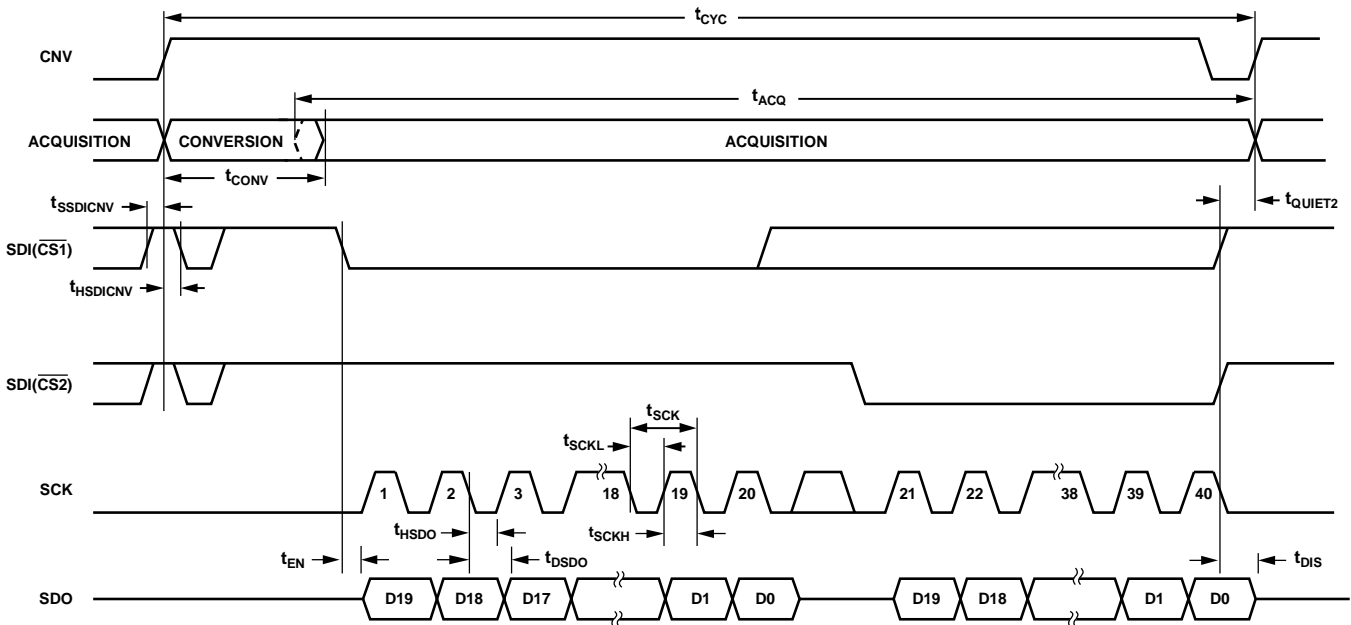 tCYC
CNV
tACQ
ACQUISITION CONVERSION ACQUISITION
tCONV
tSSDICNV
tQUIET2
SDI(CS1)
tHSDICNV
SDI(CS2)
tSCK
tSCKL
SCK 1 2 3 18 19 20 21 22 38 39 40
tHSDO
tSCKH
tEN
tDSDO
tDIS
SDO D19 D18 D17 D1 D0 D19 D18 D1 D0